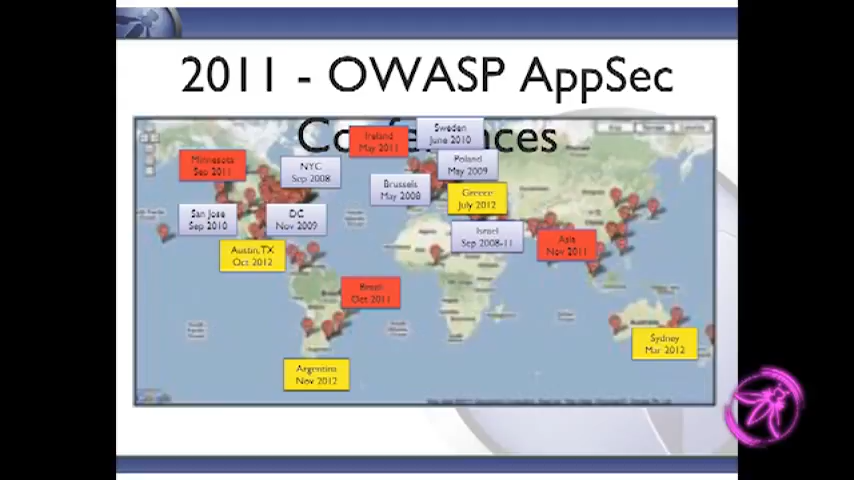 2011 - OWASP AppSec
Conferences
Sweden
June 2010
Ireland
May 2011
Minnesota
Sep 2011
NYC
Sep 2008
Poland
May 2009
Brussels
May 2008
Greece
July 2012
San Jose
Sep 2010
DC
Nov 2009
Israel
Sep 2008-11
Asia
Nov 2011
Austin, TX
Oct 2012
Brazil
Oct 2011
Sydney
Mar 2012
Argentina
Nov 2012